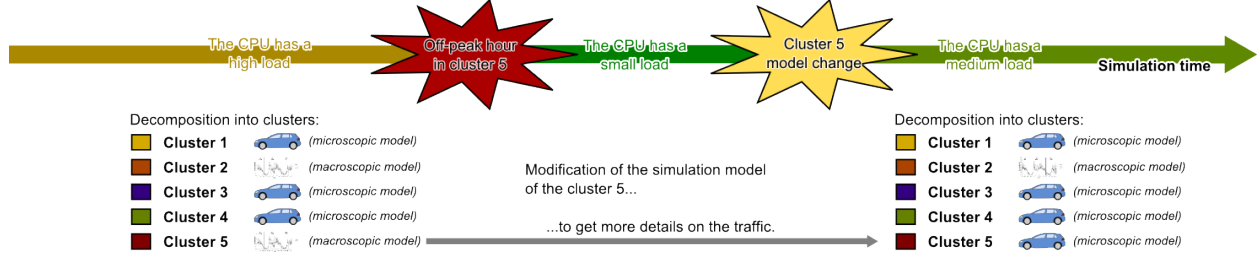 The CPU has a
high load
Off-peak hour
in cluster 5
The CPU has a
small load
Cluster 5
model change
The CPU has a
medium load
Simulation time
Decomposition into clusters:
Cluster 1 (microscopic model)
Cluster 2 (macroscopic model)
Cluster 3 (microscopic model)
Cluster 4 (microscopic model)
Cluster 5 (macroscopic model)
Modification of the simulation model
of the cluster 5...
...to get more details on the traffic.
Decomposition into clusters:
Cluster 1 (microscopic model)
Cluster 2 (macroscopic model)
Cluster 3 (microscopic model)
Cluster 4 (microscopic model)
Cluster 5 (microscopic model)